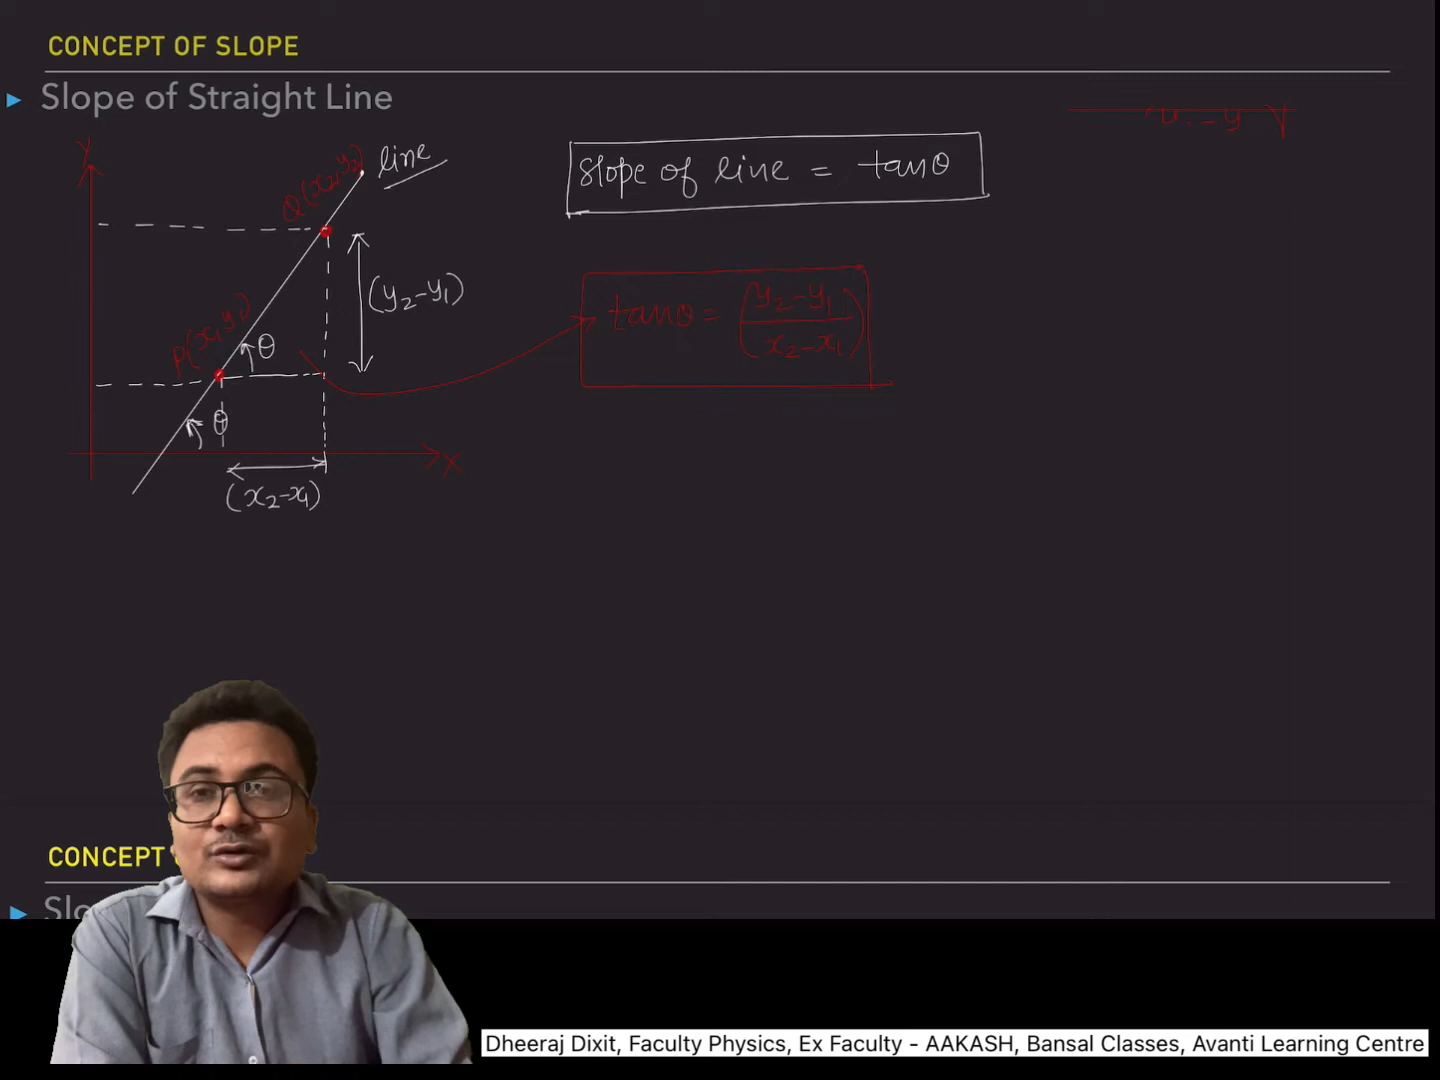 CONCEPT OF SLOPE
Slope of Straight Line
Y
Q(x2,y2)
line
Slope of line = tanθ
(y2-y1)
tanθ = (y2-y1)/(x2-x1)
P(x1,y1)
θ
θ
X
(x2-x1)
CONCEPT
Slo
Dheeraj Dixit, Faculty Physics, Ex Faculty - AAKASH, Bansal Classes, Avanti Learning Centre